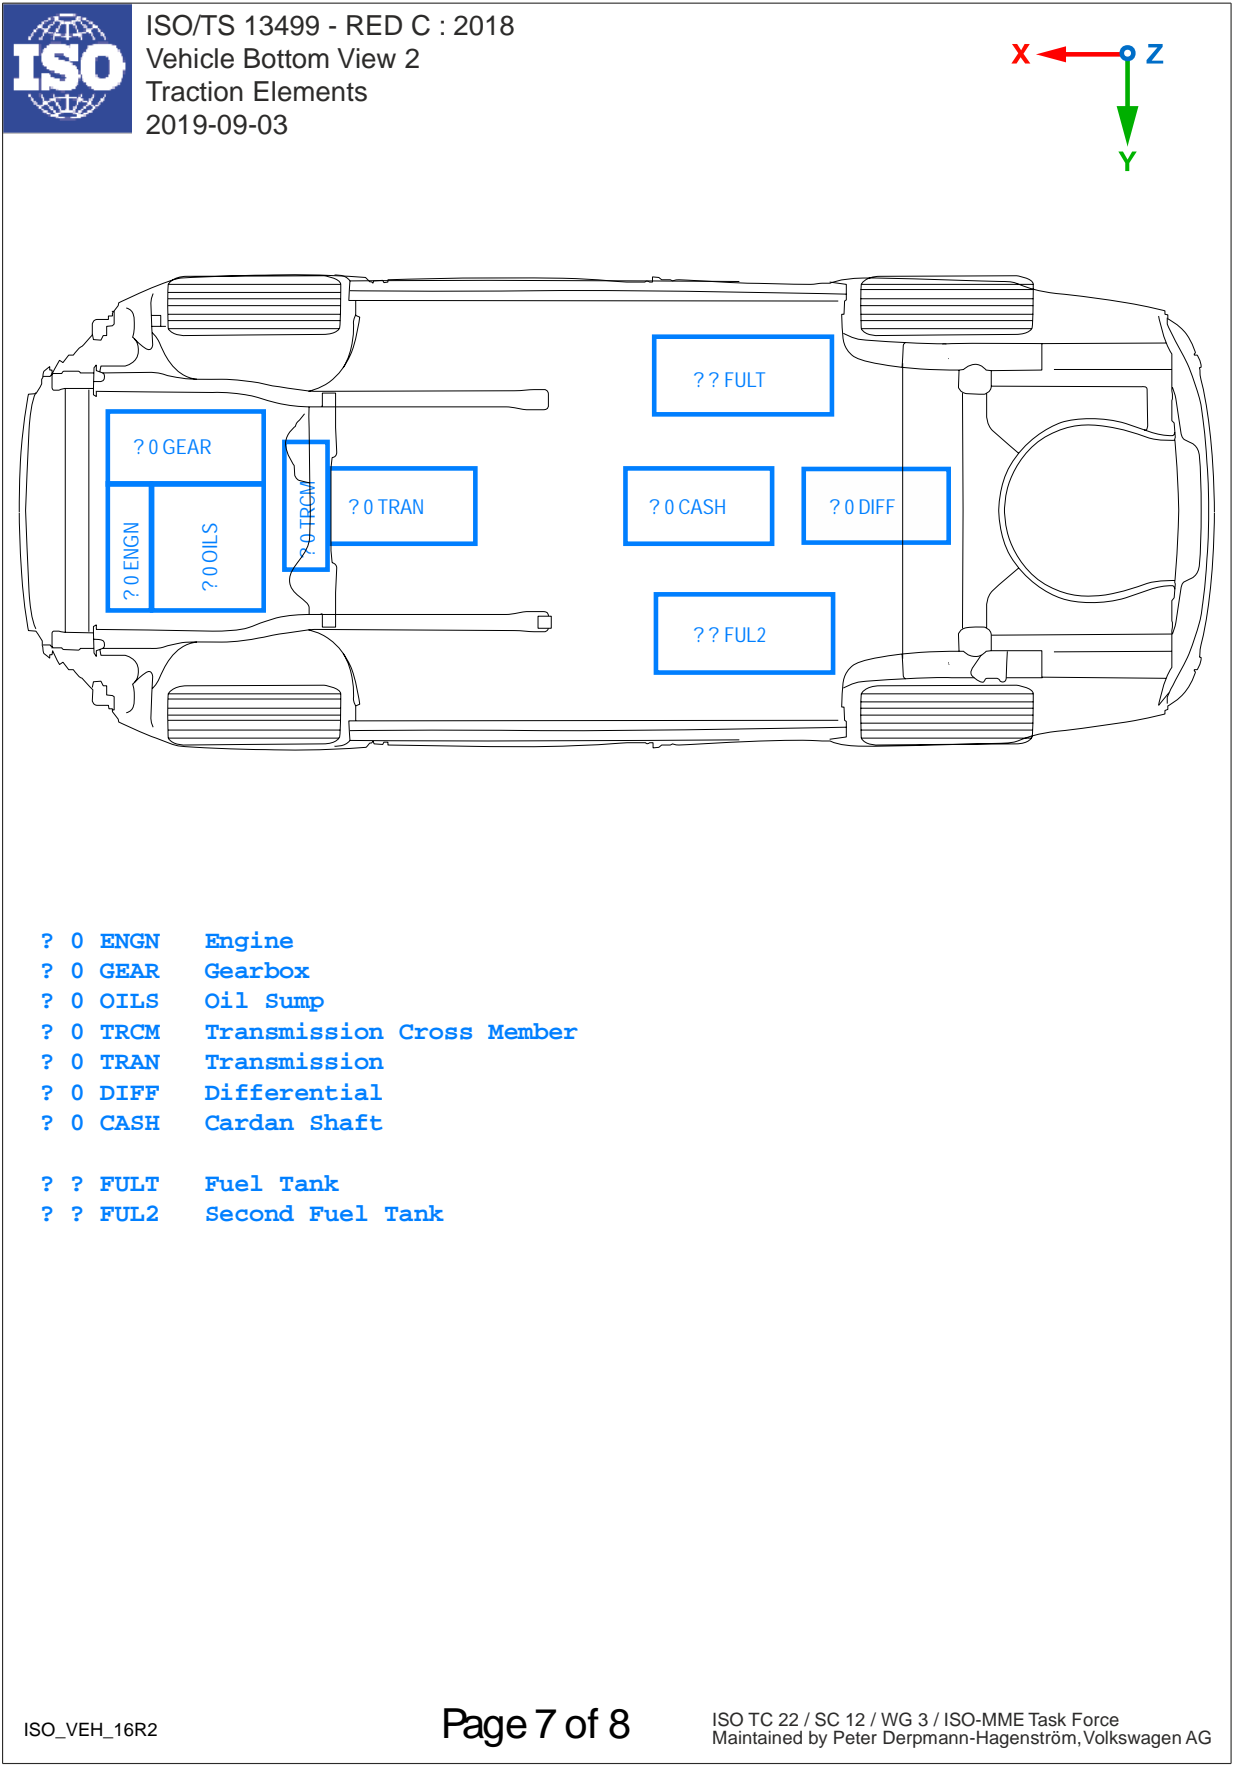 ISO
ISO/TS 13499 - RED C : 2018
Vehicle Bottom View 2
Traction Elements
2019-09-03
X
Z
Y
? ? FULT
? 0 GEAR
? 0 ENGN
? 0 OILS
? 0 TRCM
? 0 TRAN
? 0 CASH
? 0 DIFF
? ? FUL2
? 0 ENGN Engine
? 0 GEAR Gearbox
? 0 OILS Oil Sump
? 0 TRCM Transmission Cross Member
? 0 TRAN Transmission
? 0 DIFF Differential
? 0 CASH Cardan Shaft
? ? FULT Fuel Tank
? ? FUL2 Second Fuel Tank
ISO_VEH_16R2
Page 7 of 8
ISO TC 22 / SC 12 / WG 3 / ISO-MME Task Force
Maintained by Peter Derpmann-Hagenström, Volkswagen AG